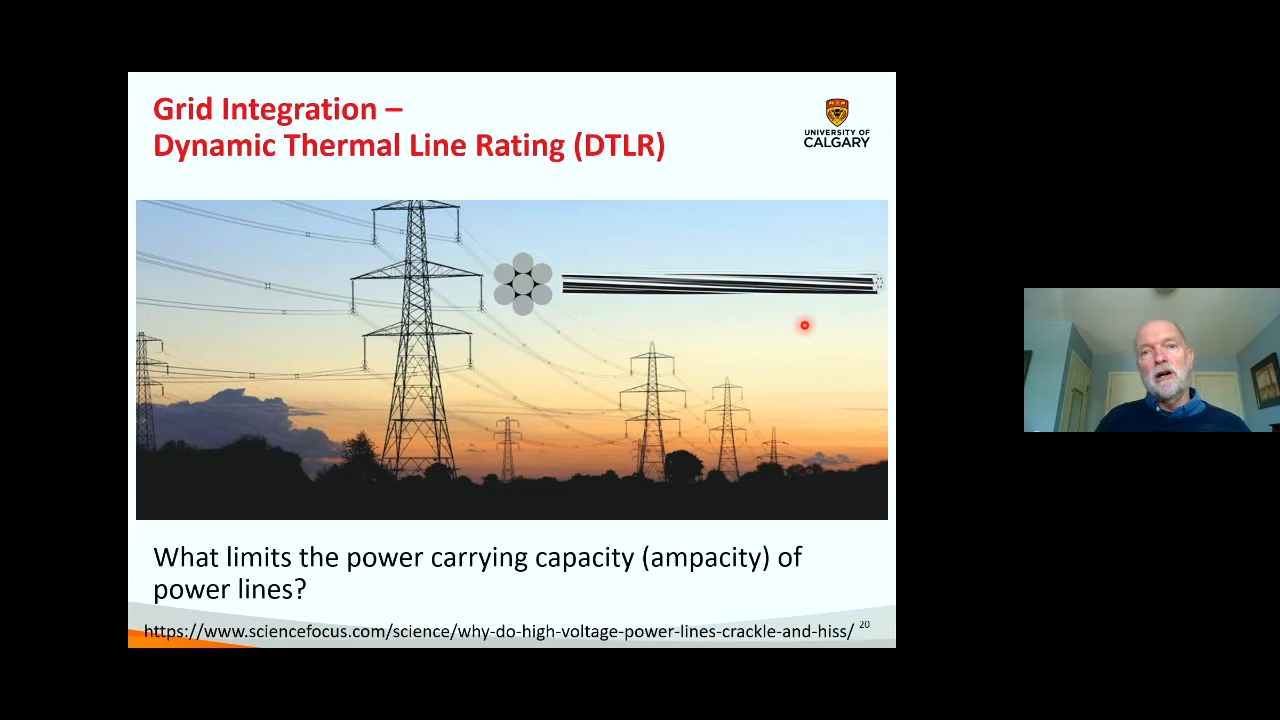 Grid Integration –
Dynamic Thermal Line Rating (DTLR)
UNIVERSITY OF
CALGARY
What limits the power carrying capacity (ampacity) of
power lines?
https://www.sciencefocus.com/science/why-do-high-voltage-power-lines-crackle-and-hiss/
20